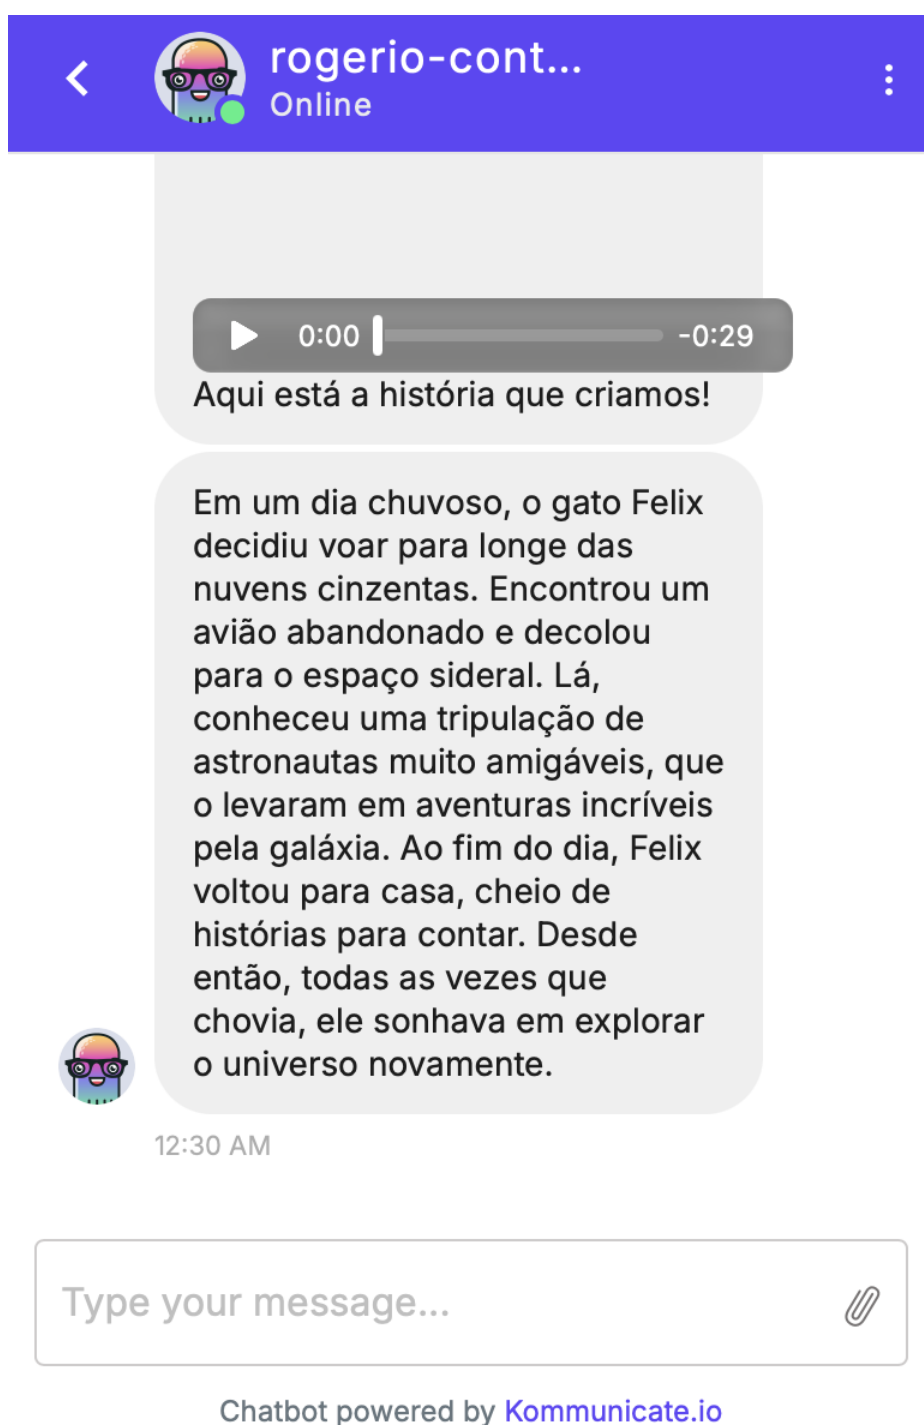 rogerio-cont...
Online
0:00
-0:29
Aqui está a história que criamos!
Em um dia chuvoso, o gato Felix
decidiu voar para longe das
nuvens cinzentas. Encontrou um
avião abandonado e decolou
para o espaço sideral. Lá,
conheceu uma tripulação de
astronautas muito amigáveis, que
o levaram em aventuras incríveis
pela galáxia. Ao fim do dia, Felix
voltou para casa, cheio de
histórias para contar. Desde
então, todas as vezes que
chovia, ele sonhava em explorar
o universo novamente.
12:30 AM
Type your message...
Chatbot powered by Kommunicate.io